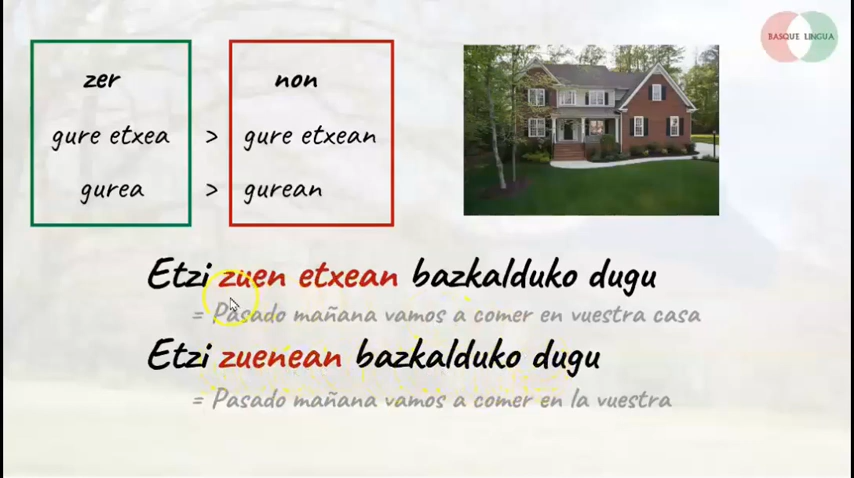 BASQUE LINGUA
zer
non
gure etxea > gure etxean
gurea > gurean
Etzi zuen etxean bazkalduko dugu
= Pasado mañana vamos a comer en vuestra casa
Etzi zuenean bazkalduko dugu
= Pasado mañana vamos a comer en la vuestra